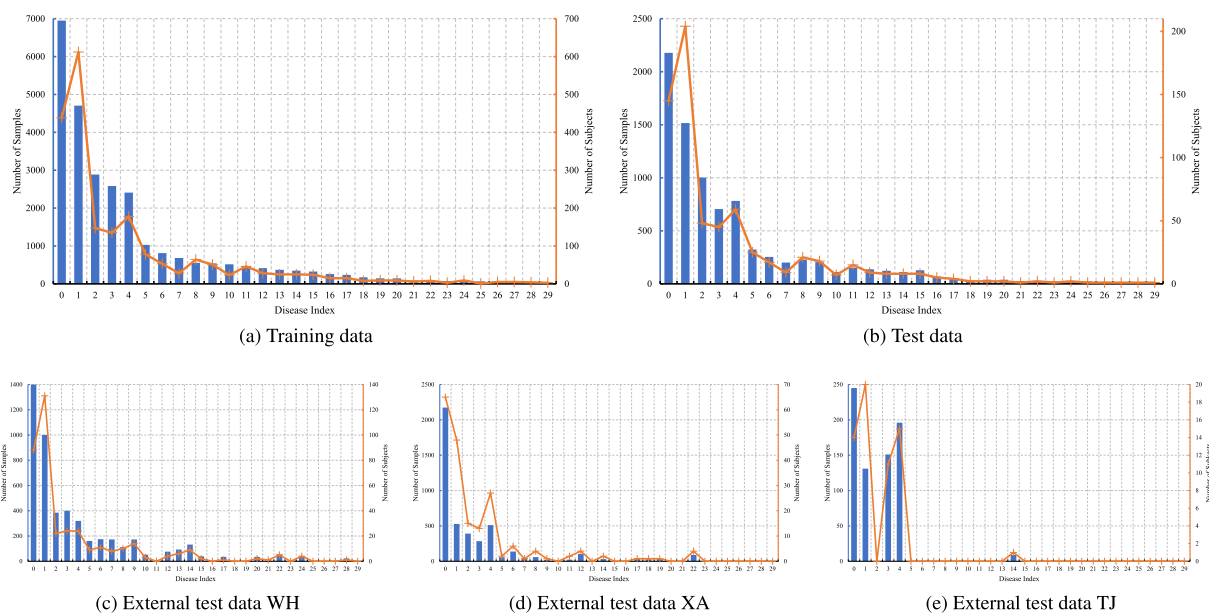 7000
6000
5000
4000
3000
2000
1000
0
Number of Samples
700
600
500
400
300
200
100
0
Number of Subjects
0 1 2 3 4 5 6 7 8 9 10 11 12 13 14 15 16 17 18 19 20 21 22 23 24 25 26 27 28 29
Disease Index
(a) Training data
2500
2000
1500
1000
500
0
Number of Samples
200
150
100
50
0
Number of Subjects
0 1 2 3 4 5 6 7 8 9 10 11 12 13 14 15 16 17 18 19 20 21 22 23 24 25 26 27 28 29
Disease Index
(b) Test data
1400
1200
1000
800
600
400
200
0
Number of Samples
140
120
100
80
60
40
20
0
Number of Subjects
0 1 2 3 4 5 6 7 8 9 10 11 12 13 14 15 16 17 18 19 20 21 22 23 24 25 26 27 28 29
Disease Index
(c) External test data WH
2500
2000
1500
1000
500
0
Number of Samples
70
60
50
40
30
20
10
0
Number of Subjects
0 1 2 3 4 5 6 7 8 9 10 11 12 13 14 15 16 17 18 19 20 21 22 23 24 25 26 27 28 29
Disease Index
(d) External test data XA
250
200
150
100
50
0
Number of Samples
20
18
16
14
12
10
8
6
4
2
0
Number of Subjects
0 1 2 3 4 5 6 7 8 9 10 11 12 13 14 15 16 17 18 19 20 21 22 23 24 25 26 27 28 29
Disease Index
(e) External test data TJ